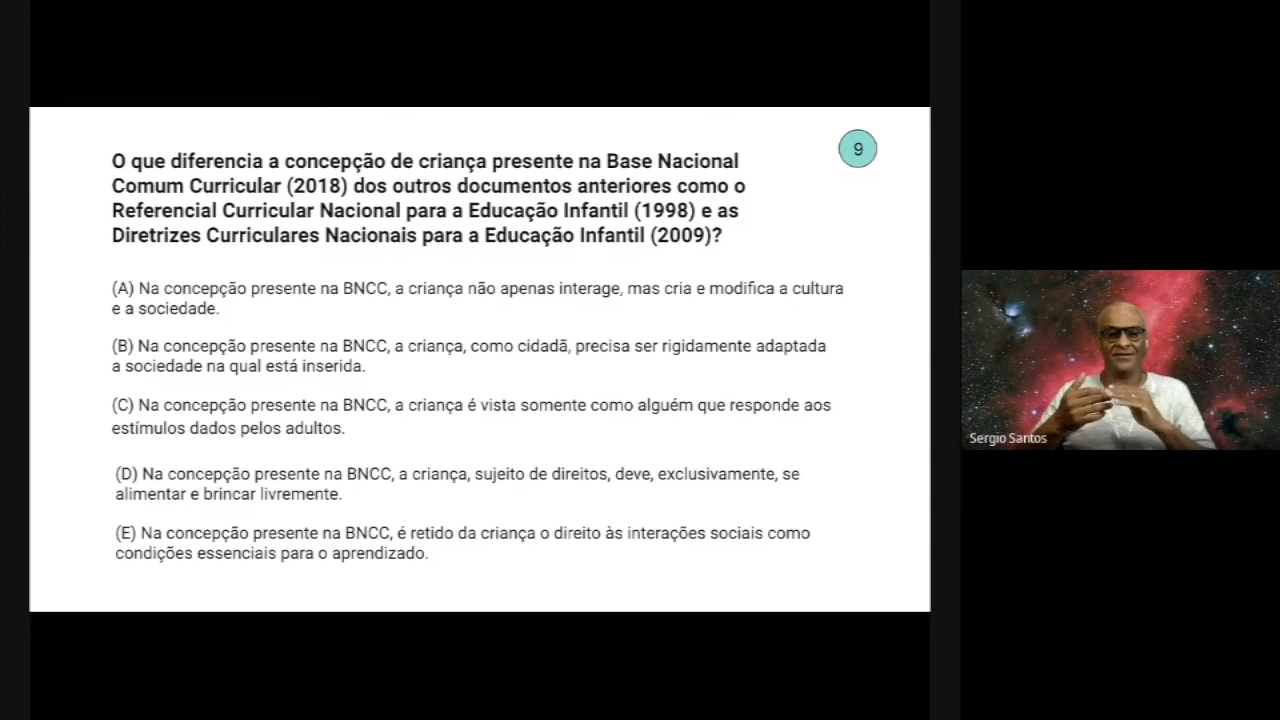 9
O que diferencia a concepção de criança presente na Base Nacional
Comum Curricular (2018) dos outros documentos anteriores como o
Referencial Curricular Nacional para a Educação Infantil (1998) e as
Diretrizes Curriculares Nacionais para a Educação Infantil (2009)?
(A) Na concepção presente na BNCC, a criança não apenas interage, mas cria e modifica a cultura
e a sociedade.
(B) Na concepção presente na BNCC, a criança, como cidadã, precisa ser rigidamente adaptada
a sociedade na qual está inserida.
(C) Na concepção presente na BNCC, a criança é vista somente como alguém que responde aos
estímulos dados pelos adultos.
(D) Na concepção presente na BNCC, a criança, sujeito de direitos, deve, exclusivamente, se
alimentar e brincar livremente.
(E) Na concepção presente na BNCC, é retido da criança o direito às interações sociais como
condições essenciais para o aprendizado.
Sergio Santos